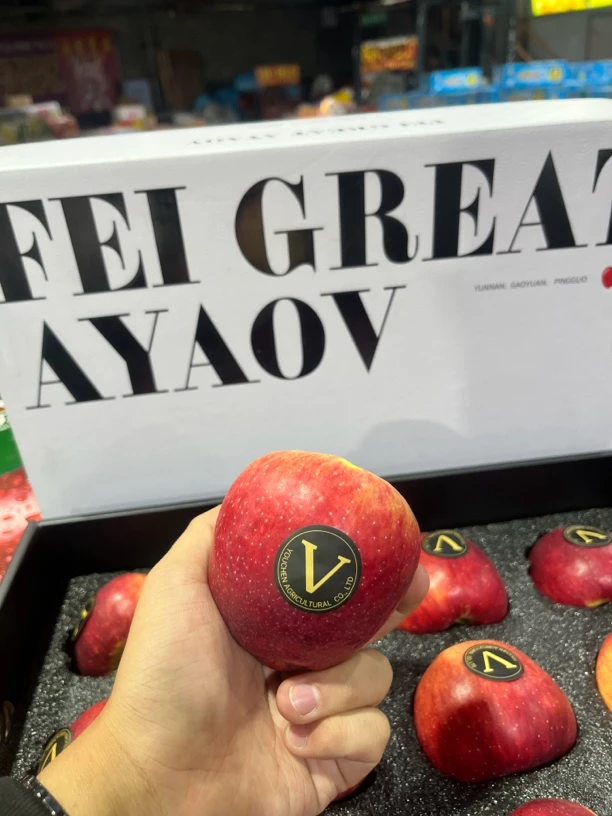 FEI GREAT
AYAOV
YUNNAN. GAOYUAN. PINGGUO
V
YOUCHEN AGRICULTURAL CO.,LTD
V
V
V